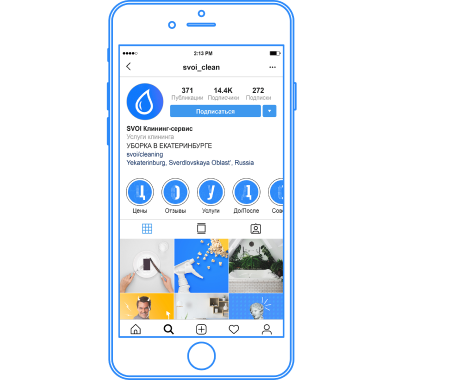 2:13 PM
svoi_clean
371 14.4K 272
Публикации Подписчики Подписки
Подписаться
SVOI Клининг-сервис
Услуги клининга
УБОРКА В ЕКАТЕРИНБУРГЕ
svoi/cleaning
Yekaterinburg, Sverdlovskaya Oblast', Russia
Ц О У Д
Цены Отзывы Услуги До/После Сов